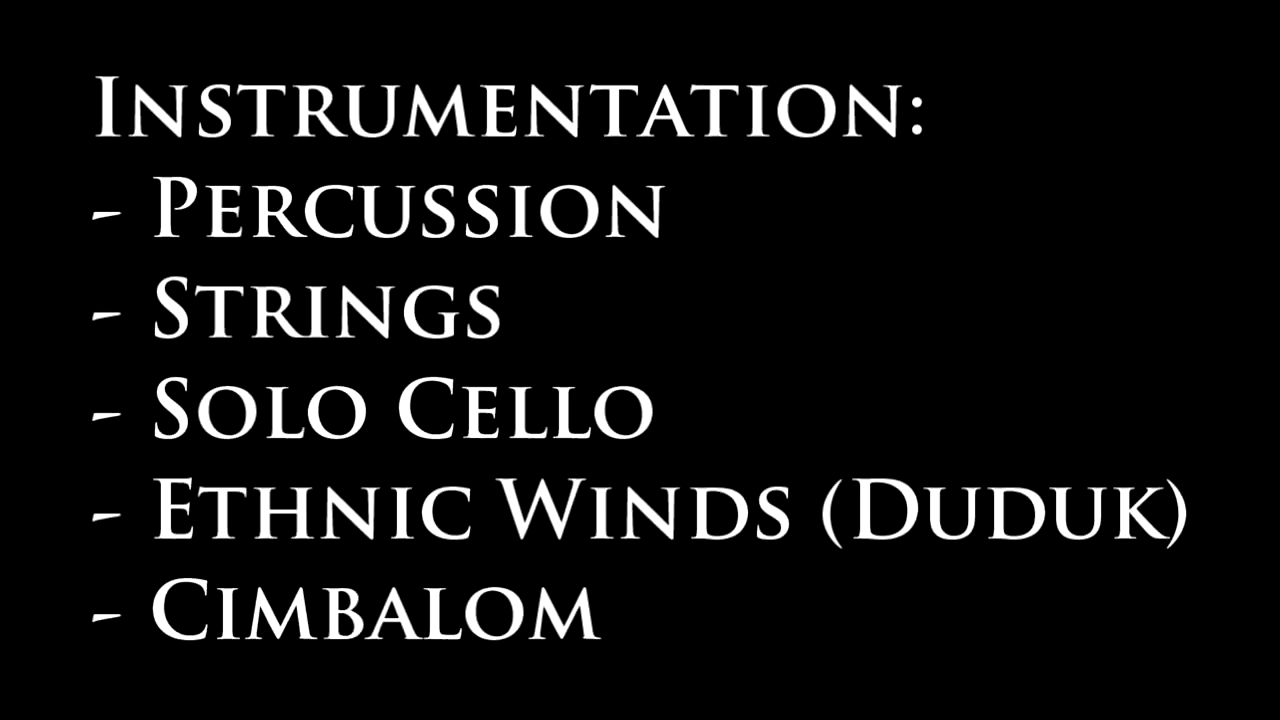 Instrumentation:
- Percussion
- Strings
- Solo Cello
- Ethnic Winds (Duduk)
- Cimbalom